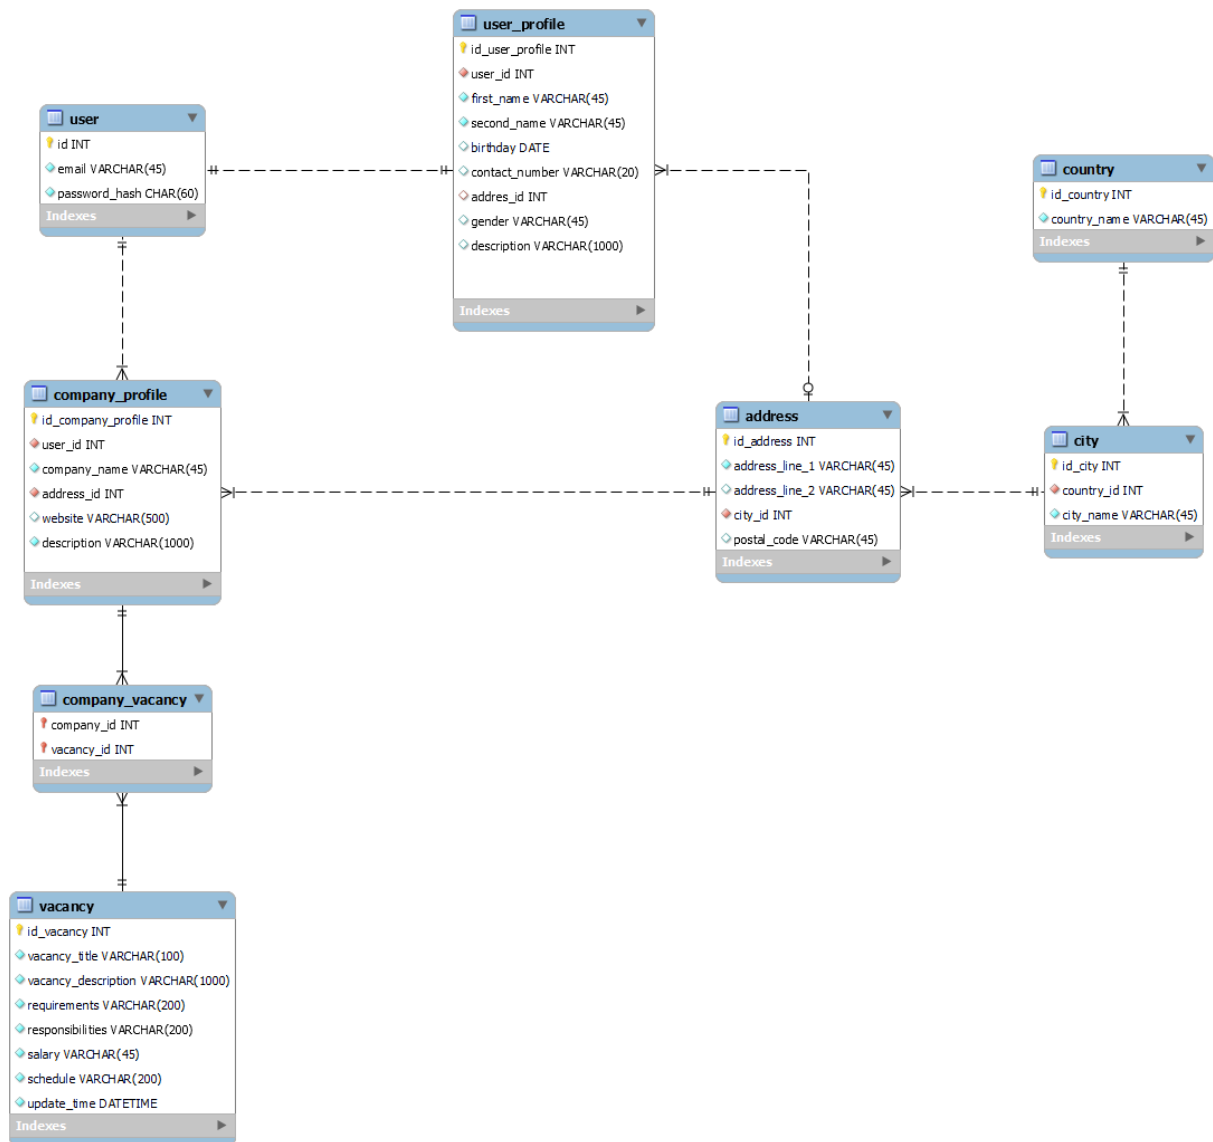 user_profile
id_user_profile INT
user_id INT
first_name VARCHAR(45)
second_name VARCHAR(45)
birthday DATE
contact_number VARCHAR(20)
addres_id INT
gender VARCHAR(45)
description VARCHAR(1000)
Indexes
user
id INT
email VARCHAR(45)
password_hash CHAR(60)
Indexes
country
id_country INT
country_name VARCHAR(45)
Indexes
company_profile
id_company_profile INT
user_id INT
company_name VARCHAR(45)
address_id INT
website VARCHAR(500)
description VARCHAR(1000)
Indexes
address
id_address INT
address_line_1 VARCHAR(45)
address_line_2 VARCHAR(45)
city_id INT
postal_code VARCHAR(45)
Indexes
city
id_city INT
country_id INT
city_name VARCHAR(45)
Indexes
company_vacancy
company_id INT
vacancy_id INT
Indexes
vacancy
id_vacancy INT
vacancy_title VARCHAR(100)
vacancy_description VARCHAR(1000)
requirements VARCHAR(200)
responsibilities VARCHAR(200)
salary VARCHAR(45)
schedule VARCHAR(200)
update_time DATETIME
Indexes